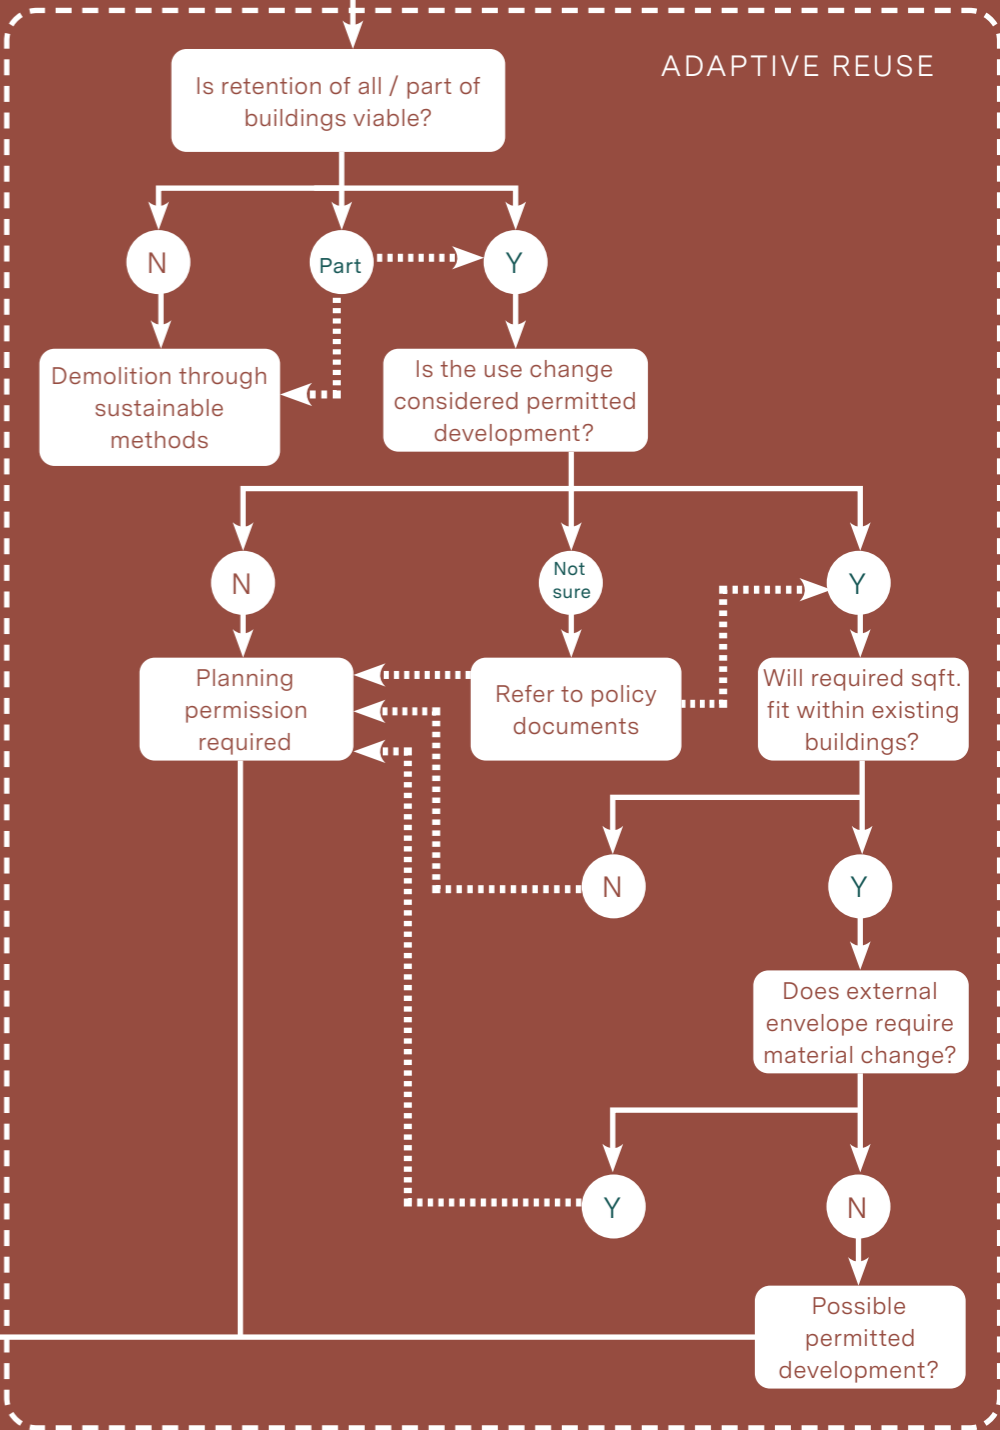 ADAPTIVE REUSE
Is retention of all / part of
buildings viable?
N
Part
Y
Demolition through
sustainable
methods
Is the use change
considered permitted
development?
N
Not
sure
Y
Planning
permission
required
Refer to policy
documents
Will required sqft.
fit within existing
buildings?
N
Y
Does external
envelope require
material change?
Y
N
Possible
permitted
development?